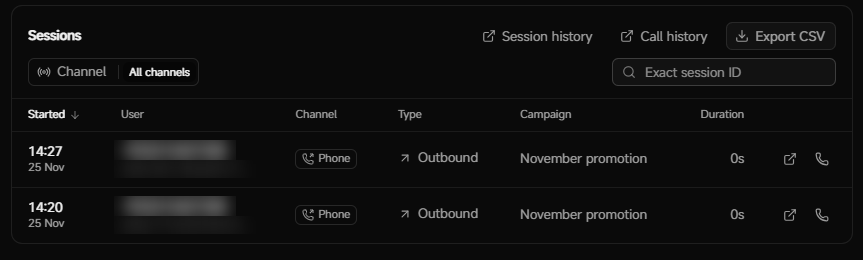 Sessions
Session history
Call history
Export CSV
Channel All channels
Exact session ID
Started User Channel Type Campaign Duration
14:27 Phone Outbound November promotion 0s
25 Nov
14:20 Phone Outbound November promotion 0s
25 Nov